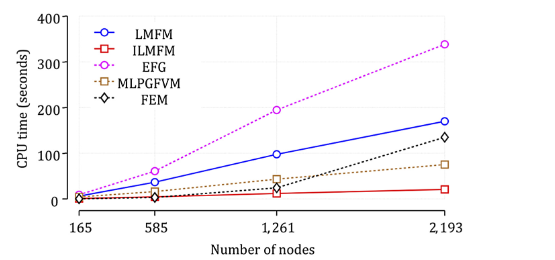 400
300
200
100
0
CPU time (seconds)
LMFM
ILMFM
EFG
MLPGFVM
FEM
165
585
1,261
2,193
Number of nodes